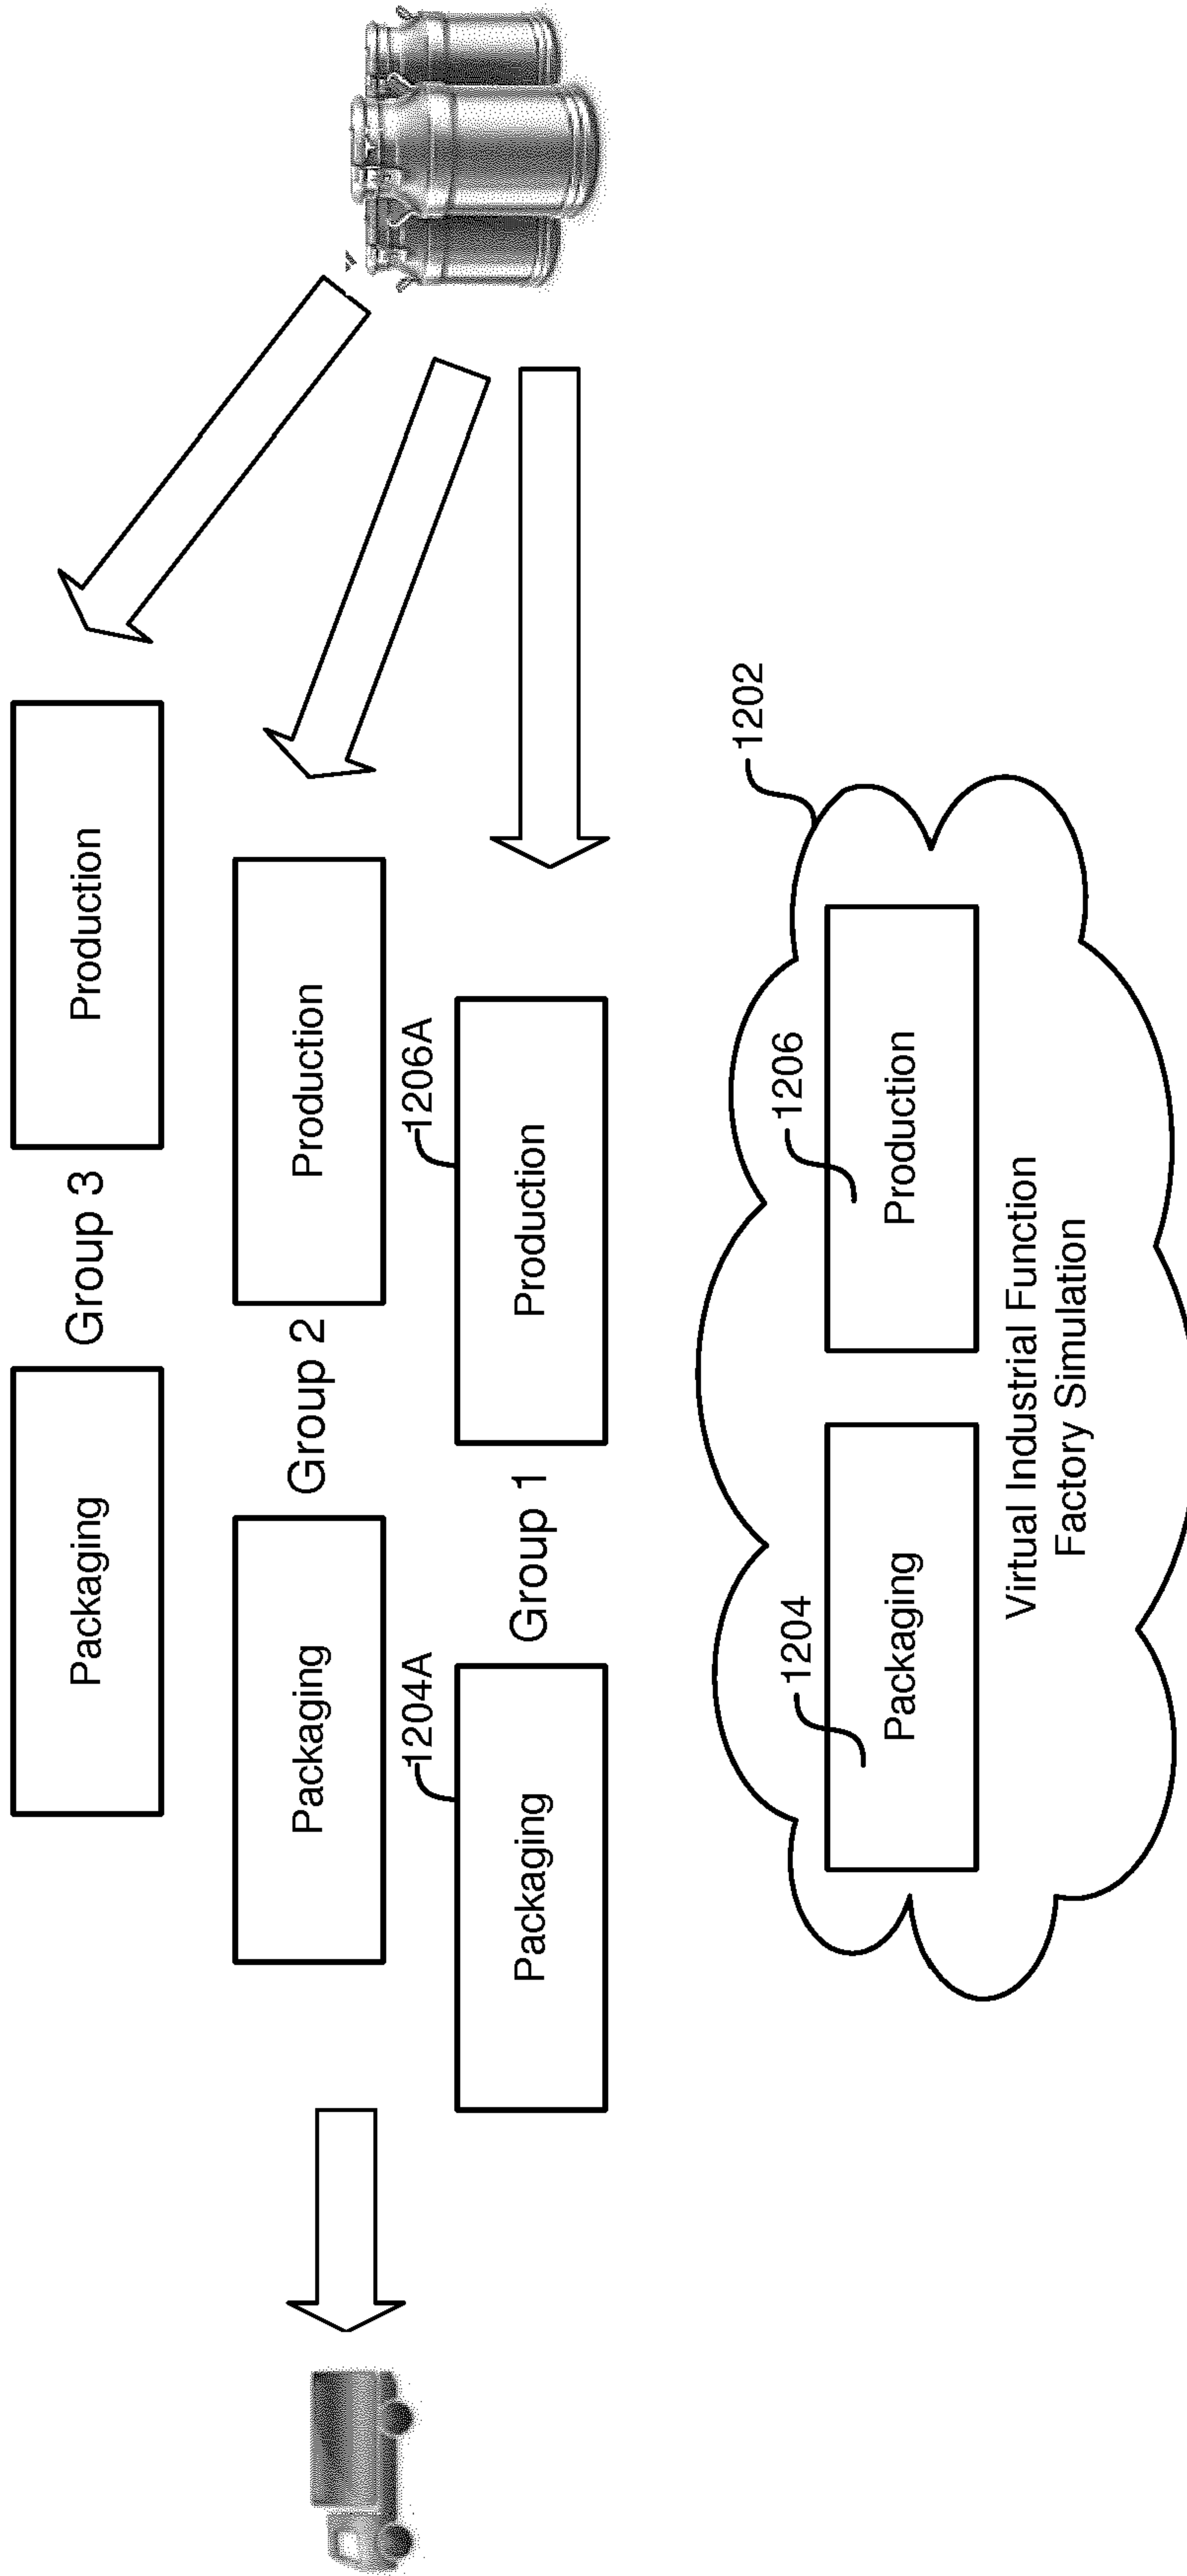 Packaging
Group 3
Production
Packaging
Group 2
Production
1204A
1206A
Packaging
Group 1
Production
1202
1204
1206
Packaging
Production
Virtual Industrial Function
Factory Simulation